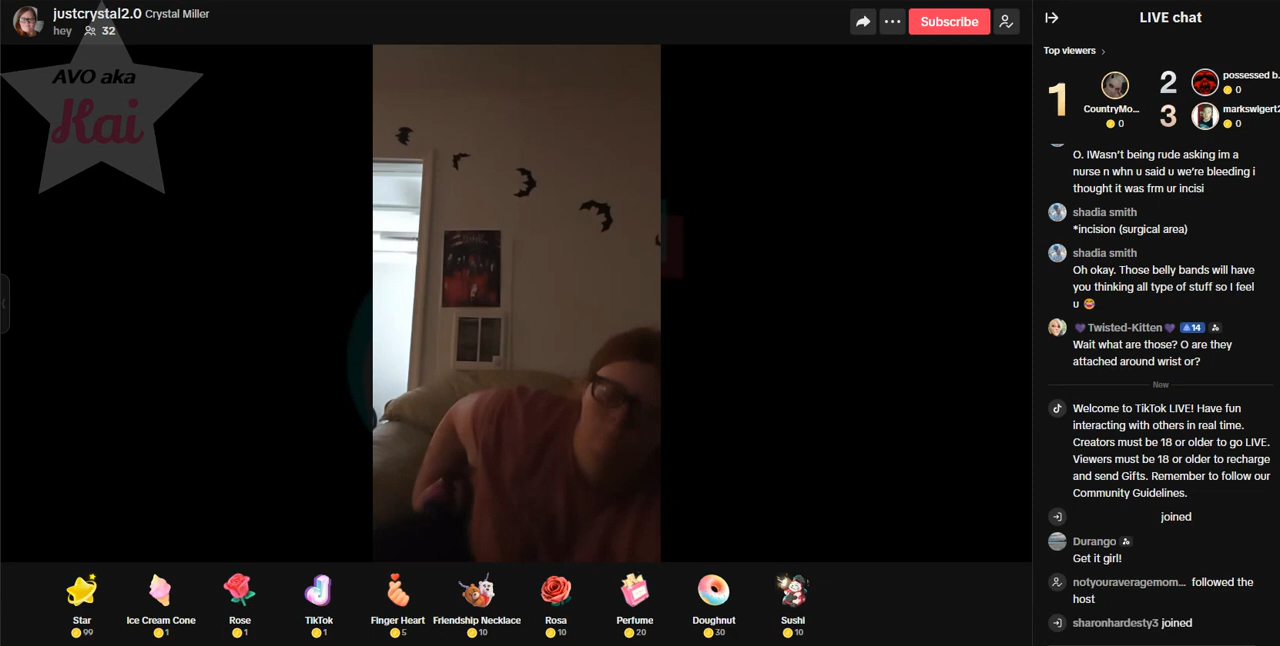 justcrystal2.0 Crystal Miller
hey 32
Subscribe
AVO aka
Kai
LIVE chat
Top viewers
1
CountryMo...
0
2
possessed b.
0
3
markswigert2
0
O. IWasn't being rude asking im a
nurse n whn u said u we're bleeding i
thought it was frm ur incisi
shadia smith
*incision (surgical area)
shadia smith
Oh okay. Those belly bands will have
you thinking all type of stuff so I feel
u
Twisted-Kitten 14
Wait what are those? O are they
attached around wrist or?
Now
Welcome to TikTok LIVE! Have fun
interacting with others in real time.
Creators must be 18 or older to go LIVE.
Viewers must be 18 or older to recharge
and send Gifts. Remember to follow our
Community Guidelines.
joined
Durango
Get it girl!
notyouraveragemom... followed the
host
sharonhardesty3 joined
Star
99
Ice Cream Cone
1
Rose
1
TikTok
1
Finger Heart
5
Friendship Necklace
10
Rosa
10
Perfume
20
Doughnut
30
Sushi
10